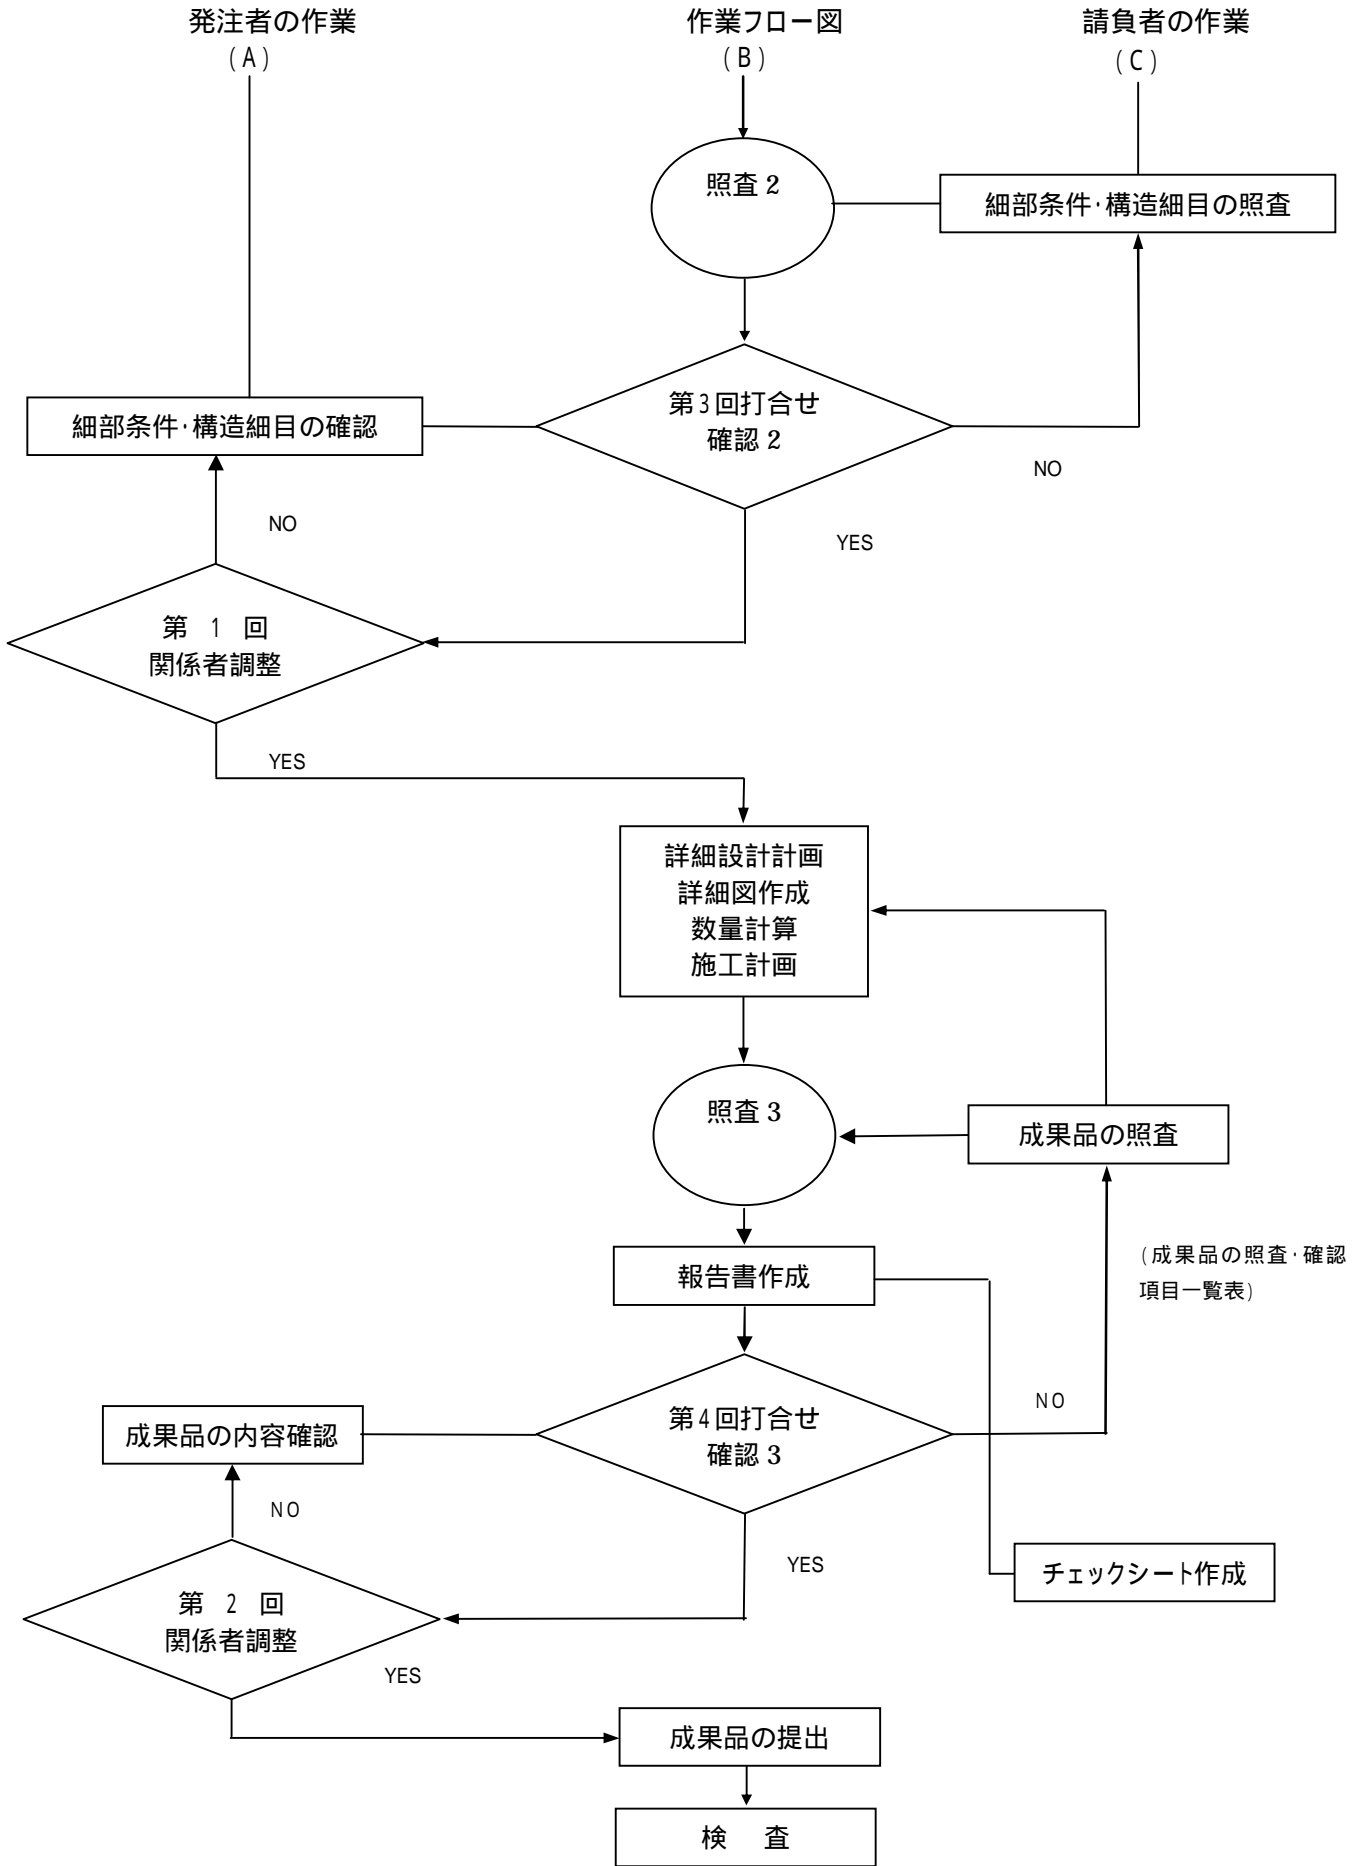 発注者の作業
(A)
作業フロー図
(B)
請負者の作業
(C)
照査2
細部条件・構造細目の照査
第3回打合せ
確認2
細部条件・構造細目の確認
NO
NO
YES
第 1 回
関係者調整
YES
詳細設計計画
詳細図作成
数量計算
施工計画
照査3
成果品の照査
(成果品の照査・確認
項目一覧表)
報告書作成
第4回打合せ
確認3
NO
成果品の内容確認
NO
YES
チェックシート作成
第 2 回
関係者調整
YES
成果品の提出
検 査